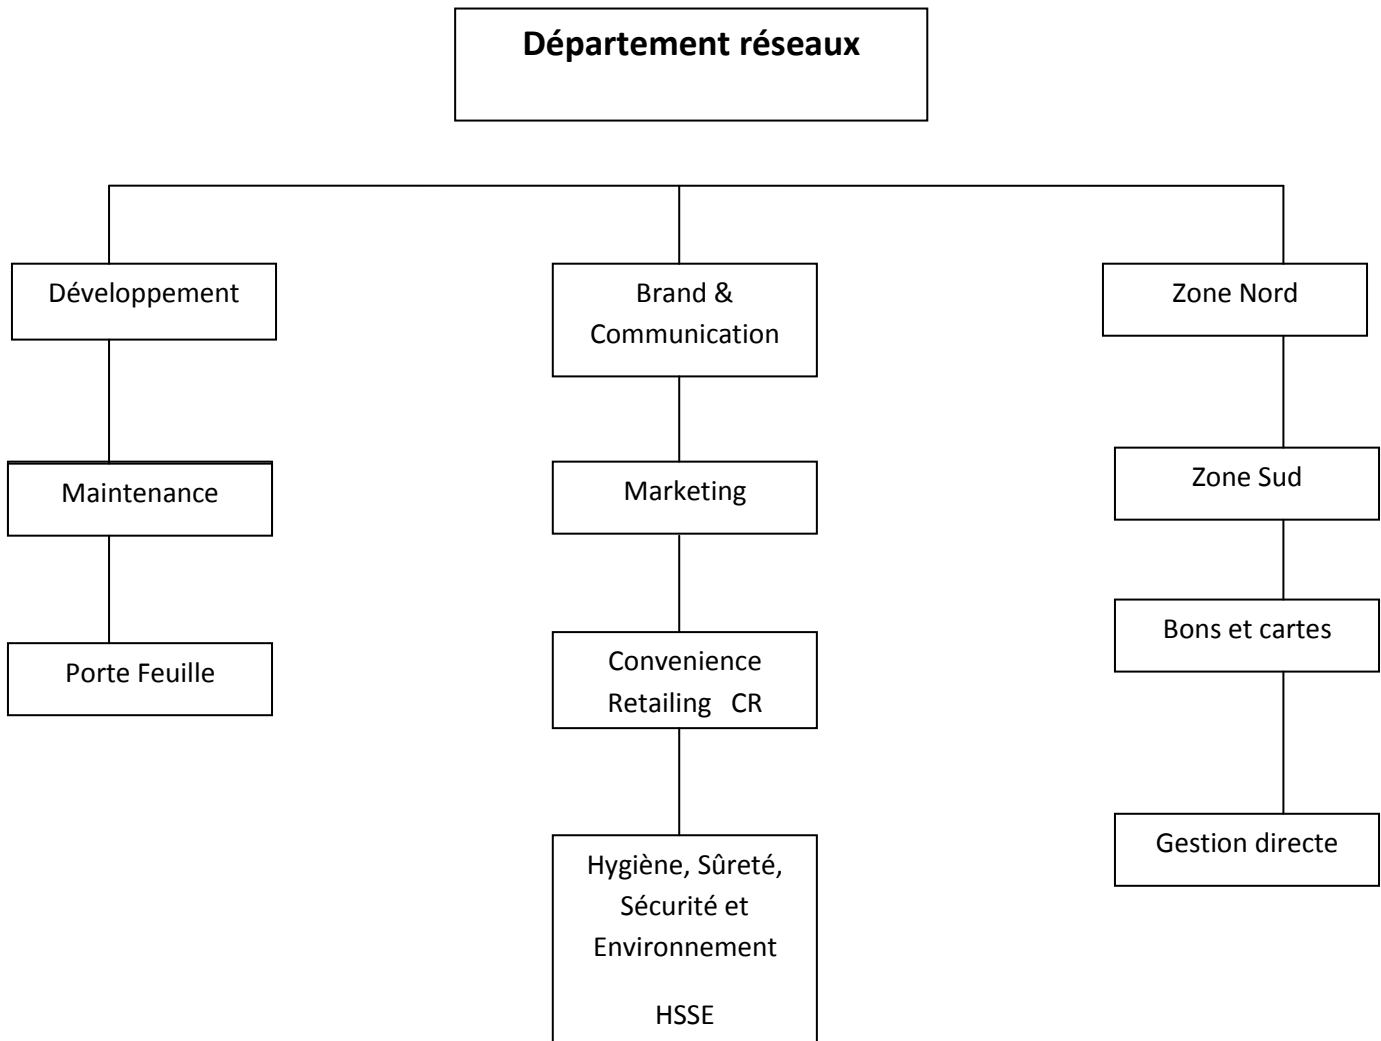 Département réseaux
Développement
Brand &
Communication
Zone Nord
Maintenance
Marketing
Zone Sud
Porte Feuille
Convenience
Retailing CR
Bons et cartes
Hygiène, Sûreté,
Sécurité et
Environnement
HSSE
Gestion directe